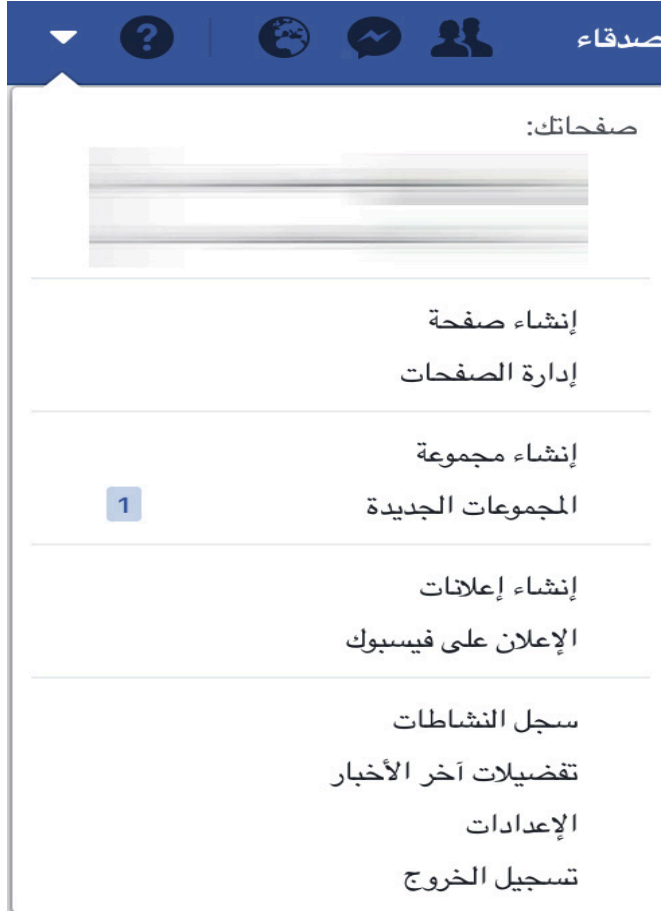 صدقاء
صفحاتك:
إنشاء صفحة
إدارة الصفحات
إنشاء مجموعة
المجموعات الجديدة
1
إنشاء إعلانات
الإعلان على فيسبوك
سجل النشاطات
تفضيلات آخر الأخبار
الإعدادات
تسجيل الخروج